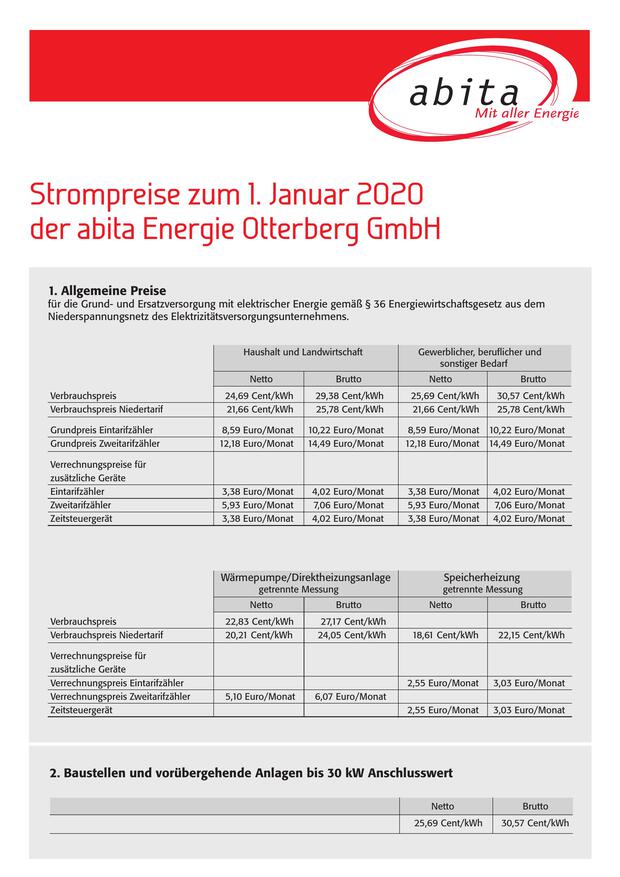 abita
Mit aller Energie
Strompreise zum 1. Januar 2020
der abita Energie Otterberg GmbH
1. Allgemeine Preise
für die Grund- und Ersatzversorgung mit elektrischer Energie gemäß § 36 Energiewirtschaftsgesetz aus dem
Niederspannungsnetz des Elektrizitätsversorgungsunternehmens.
Haushalt und Landwirtschaft Gewerblicher, beruflicher und
sonstiger Bedarf
Netto Brutto Netto Brutto
Verbrauchspreis 24,69 Cent/kWh 29,38 Cent/kWh 25,69 Cent/kWh 30,57 Cent/kWh
Verbrauchspreis Niedertarif 21,66 Cent/kWh 25,78 Cent/kWh 21,66 Cent/kWh 25,78 Cent/kWh
Grundpreis Eintarifzähler 8,59 Euro/Monat 10,22 Euro/Monat 8,59 Euro/Monat 10,22 Euro/Monat
Grundpreis Zweitarifzähler 12,18 Euro/Monat 14,49 Euro/Monat 12,18 Euro/Monat 14,49 Euro/Monat
Verrechnungspreise für
zusätzliche Geräte
Eintarifzähler 3,38 Euro/Monat 4,02 Euro/Monat 3,38 Euro/Monat 4,02 Euro/Monat
Zweitarifzähler 5,93 Euro/Monat 7,06 Euro/Monat 5,93 Euro/Monat 7,06 Euro/Monat
Zeitsteuergerät 3,38 Euro/Monat 4,02 Euro/Monat 3,38 Euro/Monat 4,02 Euro/Monat
Wärmepumpe/Direktheizungsanlage Speicherheizung
getrennte Messung getrennte Messung
Netto Brutto Netto Brutto
Verbrauchspreis 22,83 Cent/kWh 27,17 Cent/kWh
Verbrauchspreis Niedertarif 20,21 Cent/kWh 24,05 Cent/kWh 18,61 Cent/kWh 22,15 Cent/kWh
Verrechnungspreise für
zusätzliche Geräte
Verrechnungspreis Eintarifzähler 2,55 Euro/Monat 3,03 Euro/Monat
Verrechnungspreis Zweitarifzähler 5,10 Euro/Monat 6,07 Euro/Monat
Zeitsteuergerät 2,55 Euro/Monat 3,03 Euro/Monat
2. Baustellen und vorübergehende Anlagen bis 30 kW Anschlusswert
Netto Brutto
25,69 Cent/kWh 30,57 Cent/kWh